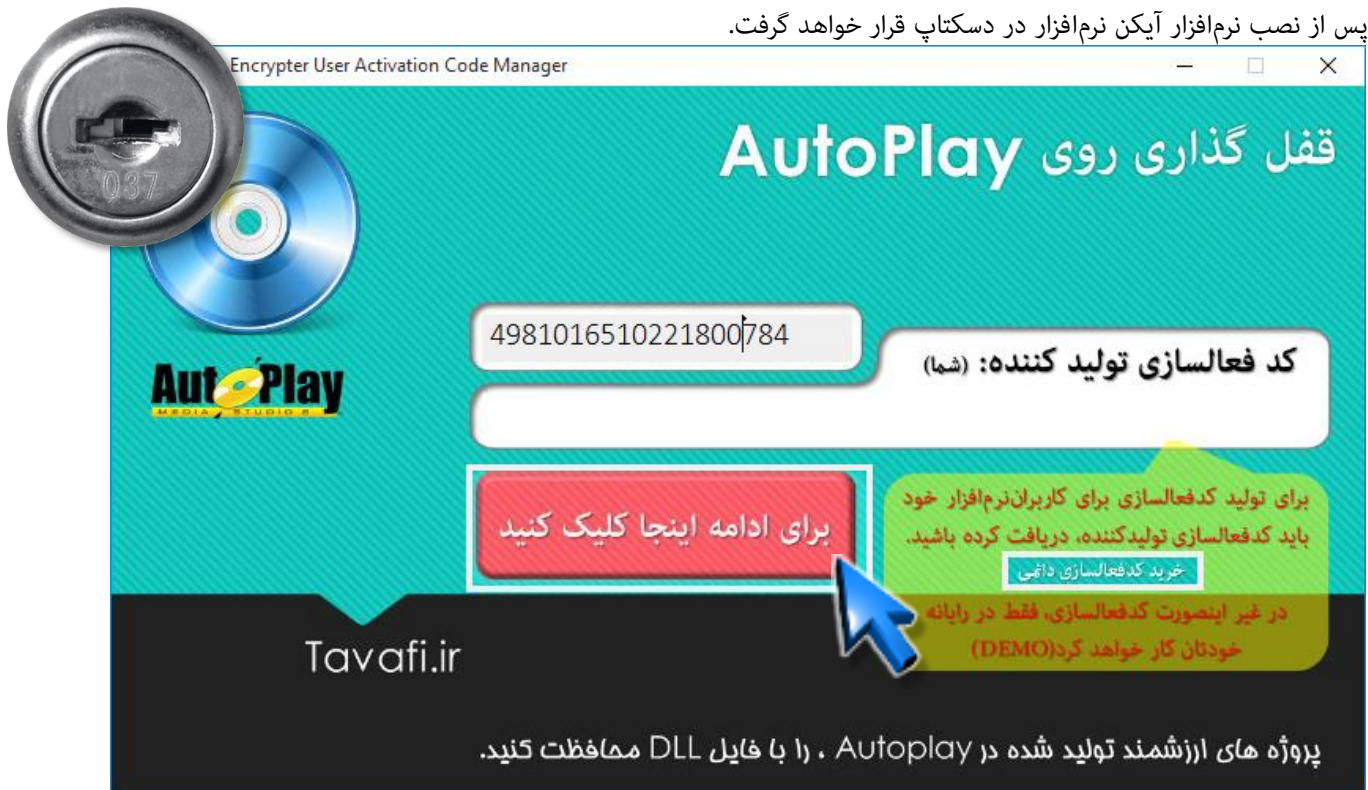 پس از نصب نرم‌افزار آیکن نرم‌افزار در دسکتاپ قرار خواهد گرفت.
Encrypter User Activation Code Manager
قفل گذاری روی AutoPlay
Q37
4981016510221800784
کد فعالسازی تولید کننده: (شما)
AutoPlay
MEDIA STUDIO 8
برای تولید کدفعالسازی برای کاربران‌نرم‌افزار خود
باید کدفعالسازی تولیدکننده، دریافت کرده باشید.
خرید کدفعالسازی دائمی
در غیر اینصورت کدفعالسازی، فقط در رایانه
خودتان کار خواهد کرد(DEMO)
برای ادامه اینجا کلیک کنید
Tavafi.ir
پروژه های ارزشمند تولید شده در Autoplay ، را با فایل DLL محافظت کنید.